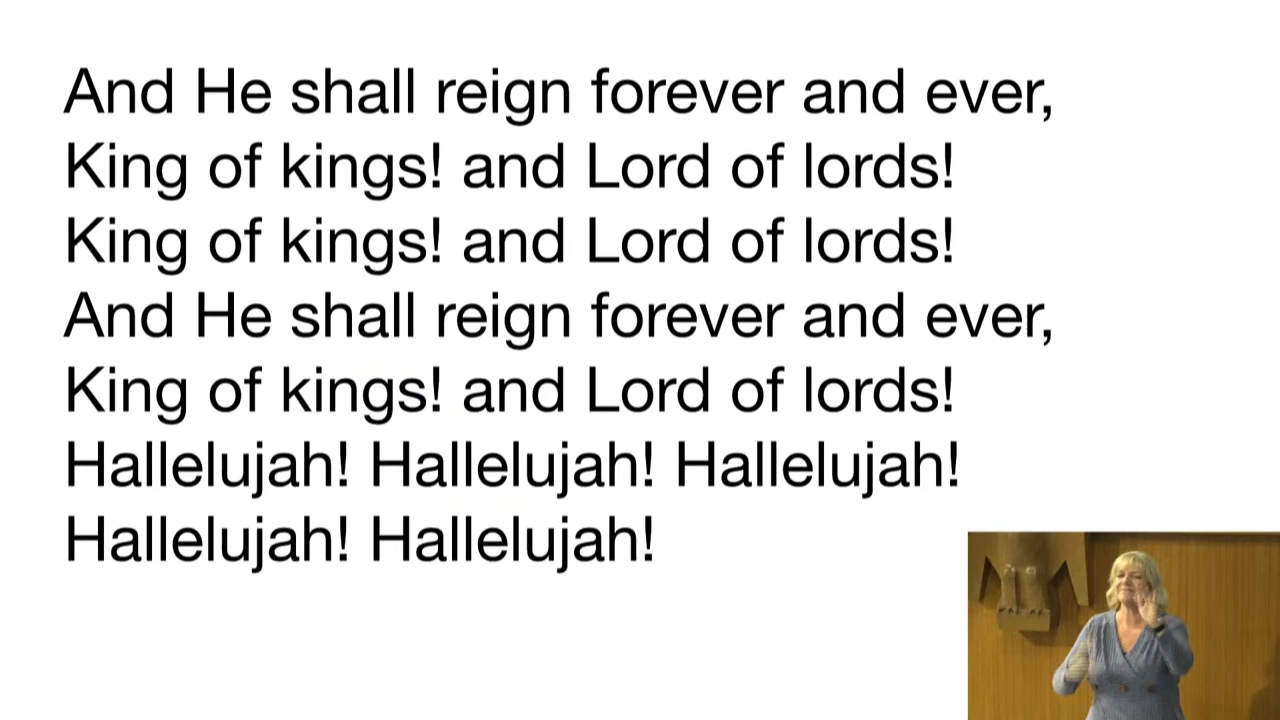 And He shall reign forever and ever,
King of kings! and Lord of lords!
King of kings! and Lord of lords!
And He shall reign forever and ever,
King of kings! and Lord of lords!
Hallelujah! Hallelujah! Hallelujah!
Hallelujah! Hallelujah!